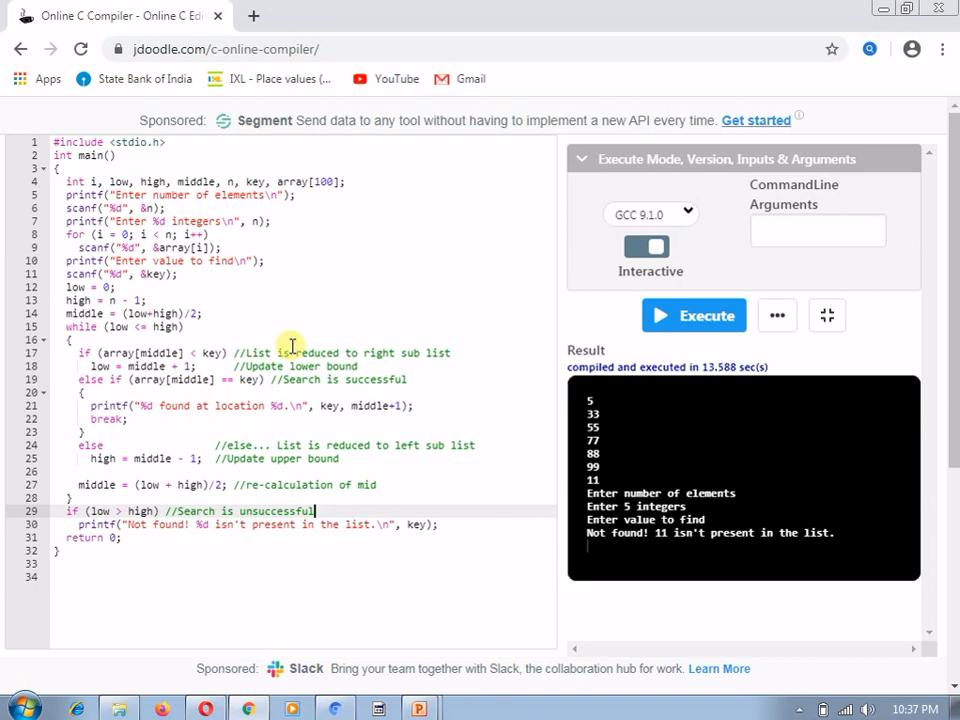 Online C Compiler - Online C Edi
jdoodle.com/c-online-compiler/
Apps State Bank of India IXL - Place values (... YouTube Gmail
Sponsored: Segment Send data to any tool without having to implement a new API every time. Get started
1 #include <stdio.h>
2 int main()
3 {
4 int i, low, high, middle, n, key, array[100];
5 printf("Enter number of elements\n");
6 scanf("%d", &n);
7 printf("Enter %d integers\n", n);
8 for (i = 0; i < n; i++)
9 scanf("%d", &array[i]);
10 printf("Enter value to find\n");
11 scanf("%d", &key);
12 low = 0;
13 high = n - 1;
14 middle = (low+high)/2;
15 while (low <= high)
16 {
17 if (array[middle] < key) //List is reduced to right sub list
18 low = middle + 1; //Update lower bound
19 else if (array[middle] == key) //Search is successful
20 {
21 printf("%d found at location %d.\n", key, middle+1);
22 break;
23 }
24 else //else... List is reduced to left sub list
25 high = middle - 1; //Update upper bound
26
27 middle = (low + high)/2; //re-calculation of mid
28 }
29 if (low > high) //Search is unsuccessful
30 printf("Not found! %d isn't present in the list.\n", key);
31 return 0;
32 }
33
34
Execute Mode, Version, Inputs & Arguments
CommandLine
Arguments
GCC 9.1.0
Interactive
Execute
Result
compiled and executed in 13.588 sec(s)
5
33
55
77
88
99
11
Enter number of elements
Enter 5 integers
Enter value to find
Not found! 11 isn't present in the list.
Sponsored: Slack Bring your team together with Slack, the collaboration hub for work. Learn More
10:37 PM